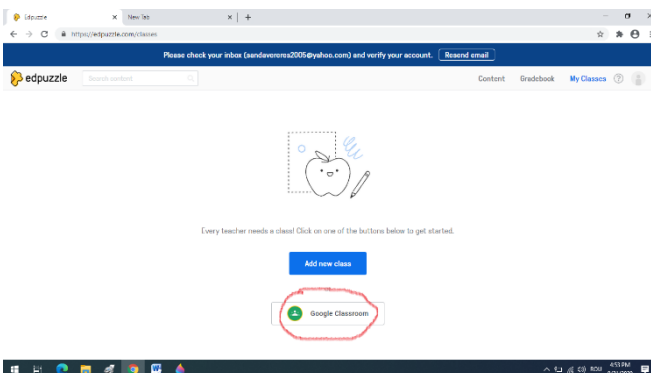 Edpuzzle
New Tab
https://edpuzzle.com/classes
Please check your inbox (sandavereres2005@yahoo.com) and verify your account. Resend email
edpuzzle Search content Content Gradebook My Classes
Every teacher needs a class! Click on one of the buttons below to get started.
Add new class
Google Classroom
ROU 4:53 PM